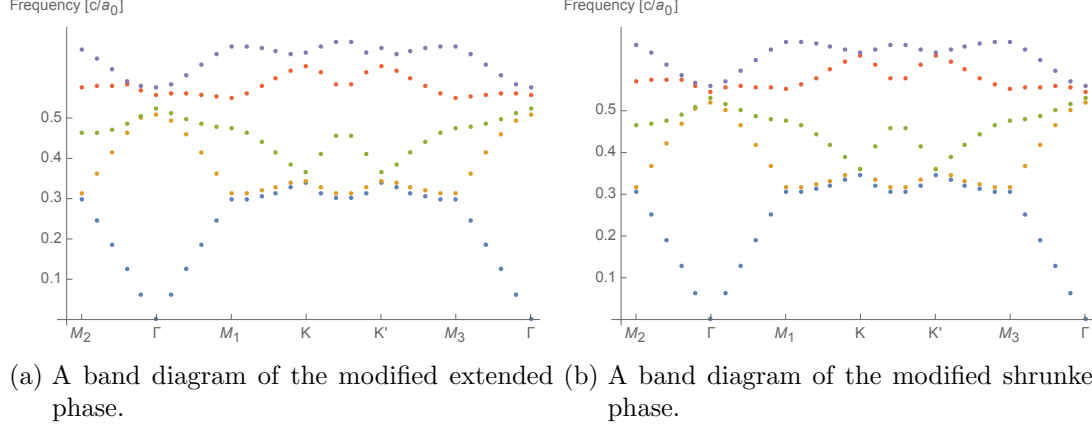 Frequency [c/a0]
0.5
0.4
0.3
0.2
0.1
M2 Γ M1 K K' M3 Γ
(a) A band diagram of the modified extended phase.
Frequency [c/a0]
0.5
0.4
0.3
0.2
0.1
M2 Γ M1 K K' M3 Γ
(b) A band diagram of the modified shrunke
phase.